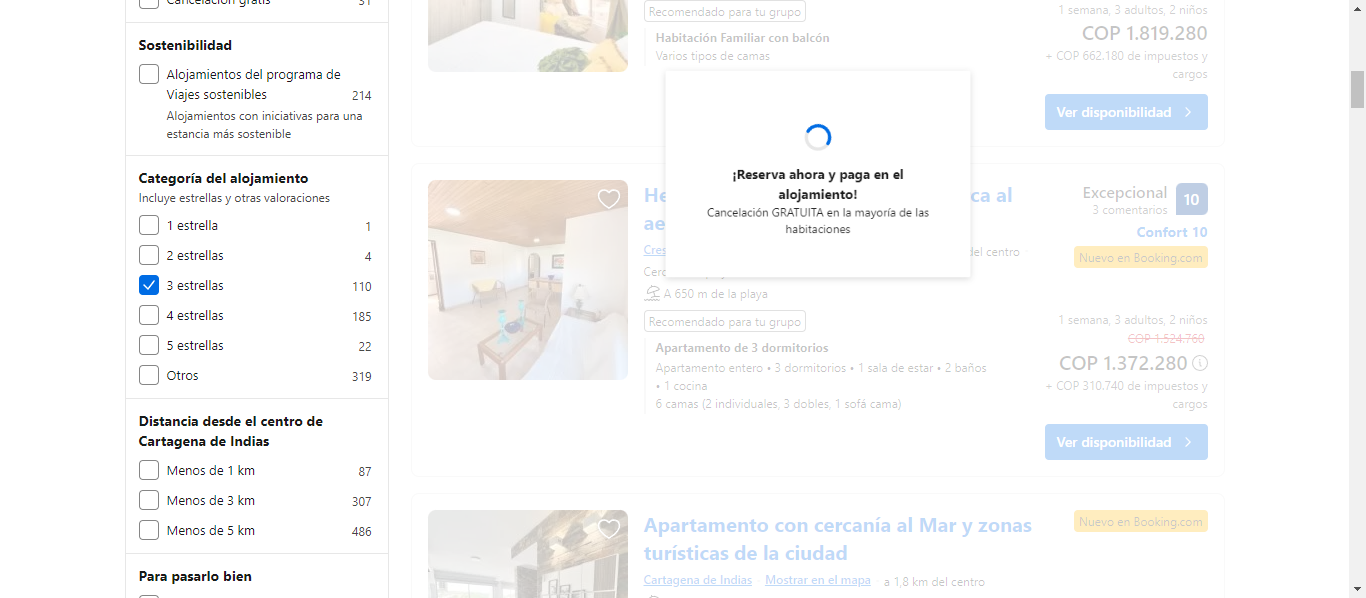 Cancelación gratis 31
Sostenibilidad
Alojamientos del programa de
Viajes sostenibles 214
Alojamientos con iniciativas para una
estancia más sostenible
Categoría del alojamiento
Incluye estrellas y otras valoraciones
1 estrella 1
2 estrellas 4
3 estrellas 110
4 estrellas 185
5 estrellas 22
Otros 319
Distancia desde el centro de
Cartagena de Indias
Menos de 1 km 87
Menos de 3 km 307
Menos de 5 km 486
Para pasarlo bien
Recomendado para tu grupo
Habitación Familiar con balcón
Varios tipos de camas
1 semana, 3 adultos, 2 niños
COP 1.819.280
+ COP 662.180 de impuestos y
cargos
Ver disponibilidad
¡Reserva ahora y paga en el
alojamiento!
Cancelación GRATUITA en la mayoría de las
habitaciones
He ca al
ae
Cres del centro
Cerc
A 650 m de la playa
Recomendado para tu grupo
Apartamento de 3 dormitorios
Apartamento entero • 3 dormitorios • 1 sala de estar • 2 baños
• 1 cocina
6 camas (2 individuales, 3 dobles, 1 sofá cama)
Excepcional 10
3 comentarios
Confort 10
Nuevo en Booking.com
1 semana, 3 adultos, 2 niños
COP 1.524.760
COP 1.372.280
+ COP 310.740 de impuestos y
cargos
Ver disponibilidad
Apartamento con cercanía al Mar y zonas
turísticas de la ciudad
Cartagena de Indias Mostrar en el mapa a 1,8 km del centro
Nuevo en Booking.com